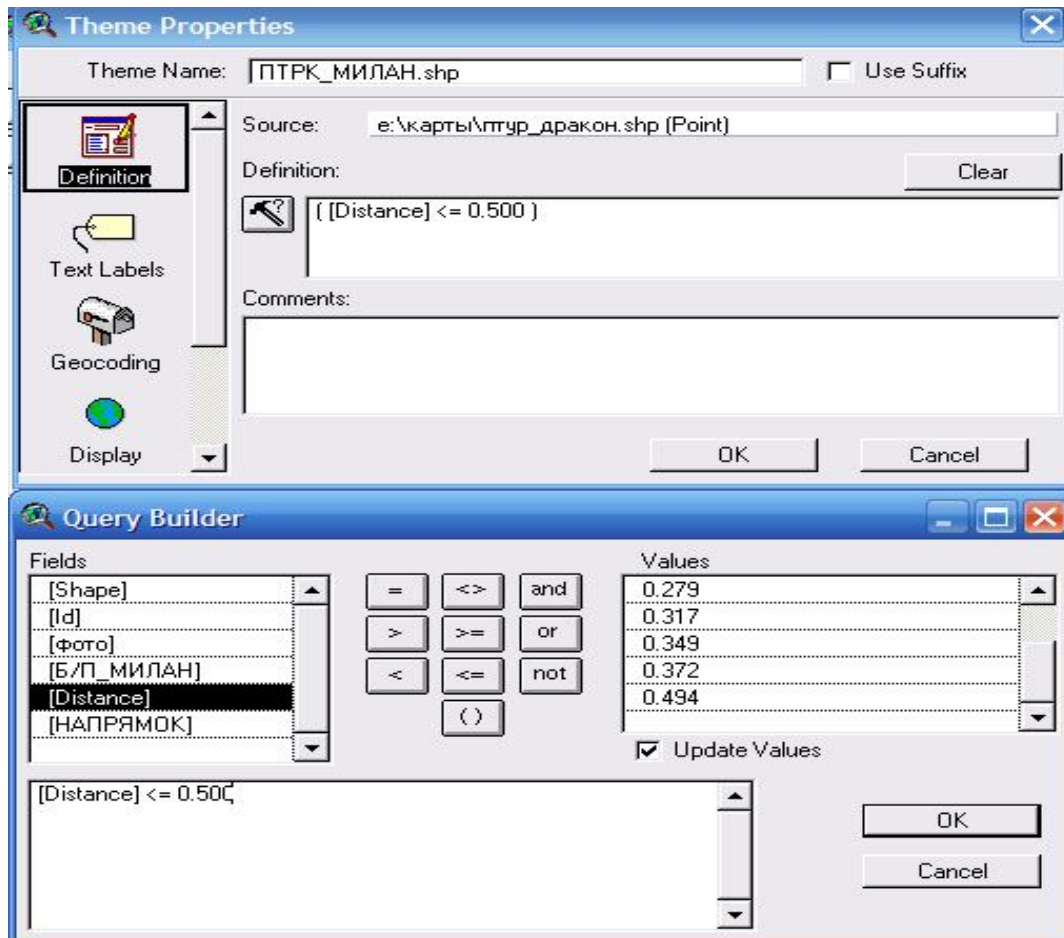 Theme Properties
Theme Name: ПТРК_МИЛАН.shp Use Suffix
Definition
Source: е:\карты\птур_дракон.shp (Point)
Definition: Clear
( [Distance] <= 0.500 )
Text Labels
Comments:
Geocoding
Display
OK Cancel
Query Builder
Fields
Values
[Shape] = <> and 0.279
[Id] 0.317
[фото] > >= or 0.349
[Б/П_МИЛАН] < <= not 0.372
[Distance] 0.494
[НАПРЯМОК] ( )
Update Values
[Distance] <= 0.500
OK
Cancel